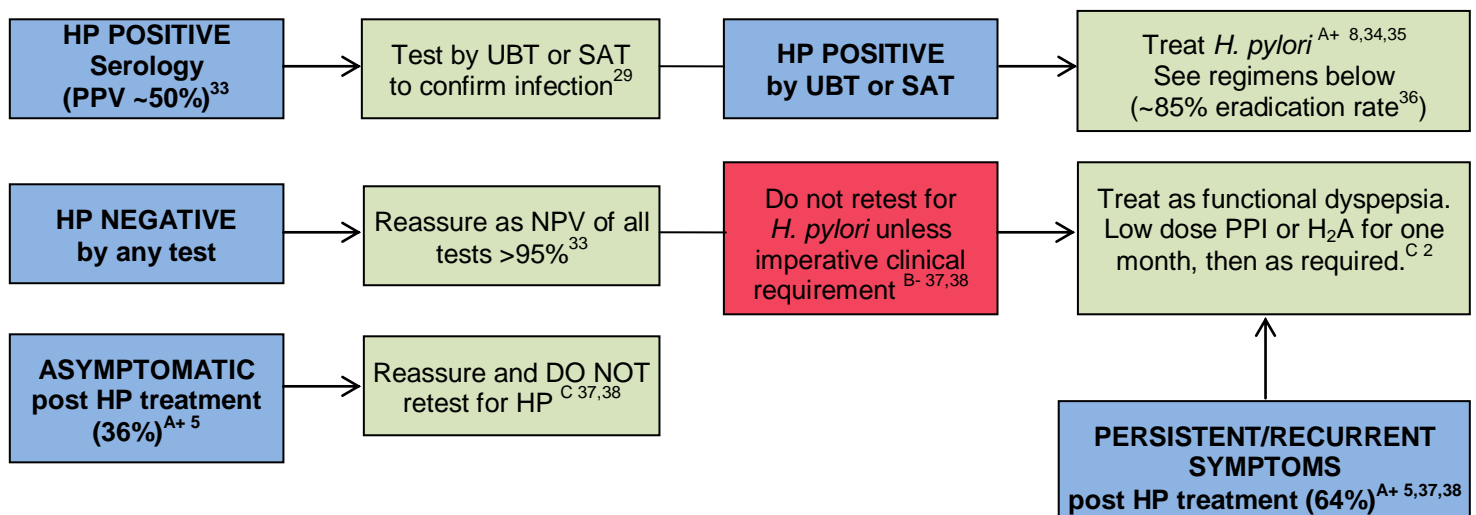 HP POSITIVE
Serology
(PPV ~50%)33
Test by UBT or SAT
to confirm infection29
HP POSITIVE
by UBT or SAT
Treat H. pylori A+ 8,34,35
See regimens below
(~85% eradication rate36)
HP NEGATIVE
by any test
Reassure as NPV of all
tests >95%33
Do not retest for
H. pylori unless
imperative clinical
requirement B- 37,38
Treat as functional dyspepsia.
Low dose PPI or H2A for one
month, then as required.C 2
ASYMPTOMATIC
post HP treatment
(36%)A+ 5
Reassure and DO NOT
retest for HP C 37,38
PERSISTENT/RECURRENT
SYMPTOMS
post HP treatment (64%)A+ 5,37,38